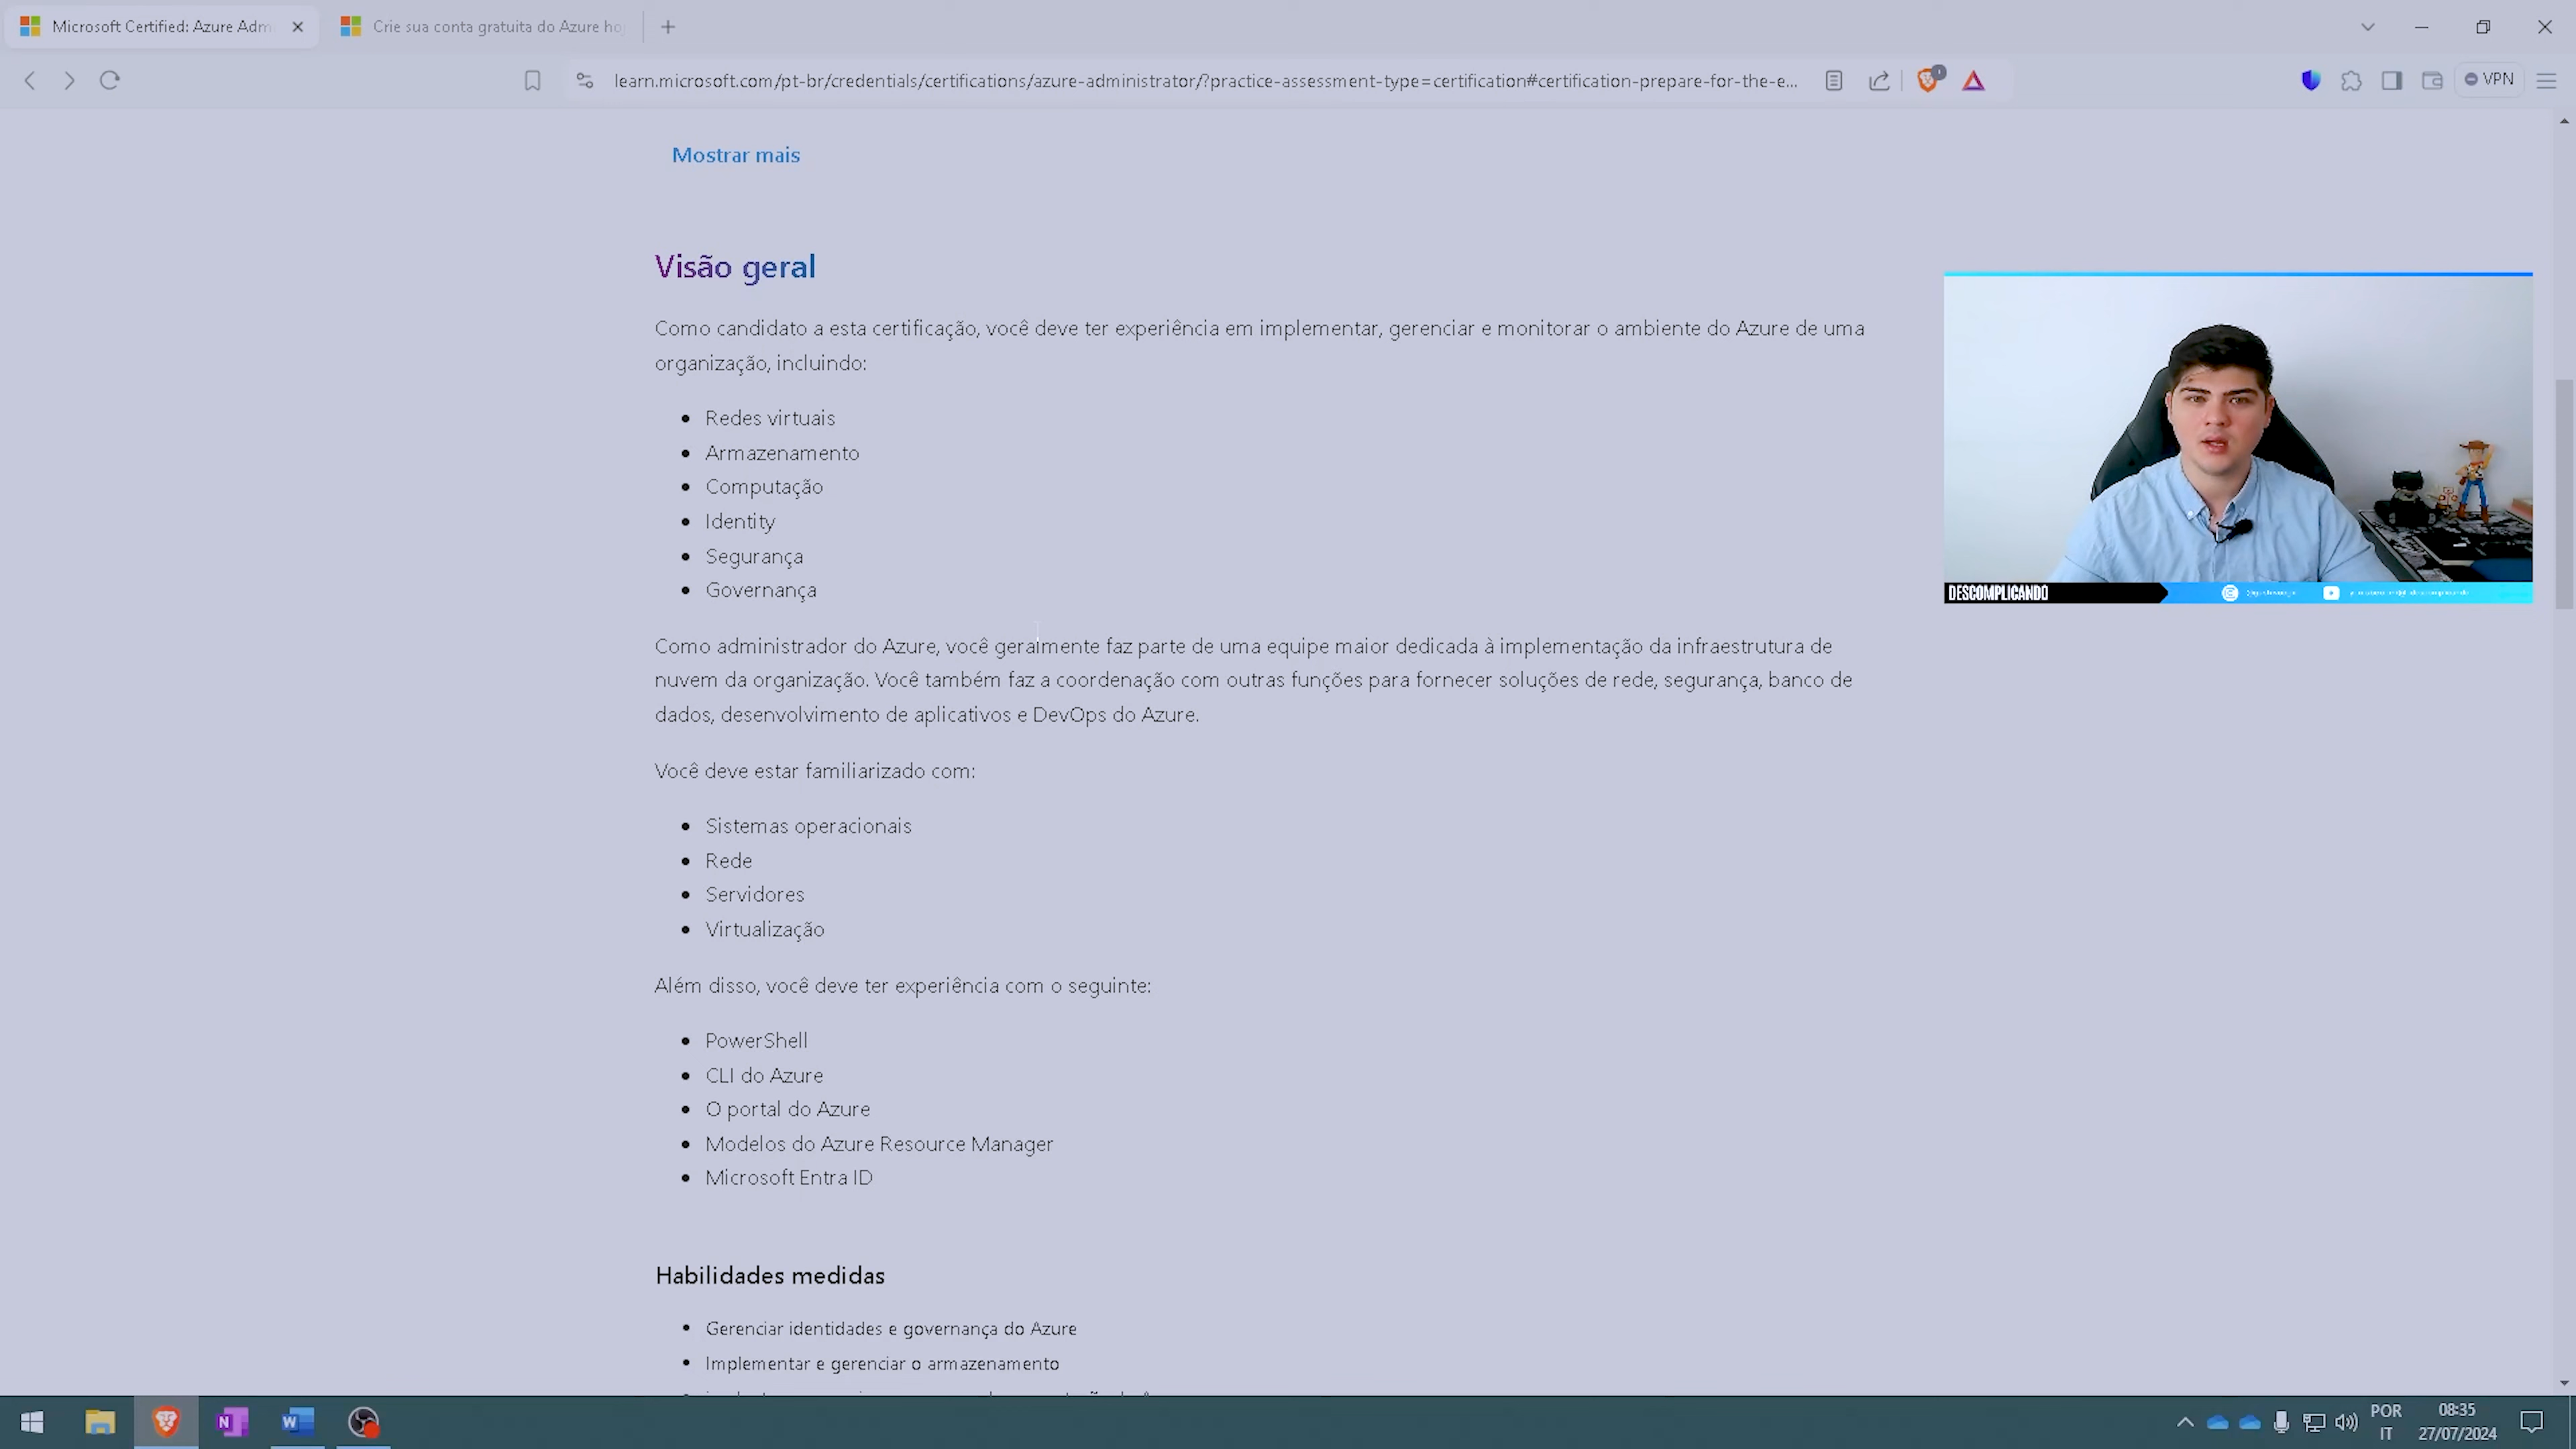 Microsoft Certified: Azure Adm
Crie sua conta gratuita do Azure ho
learn.microsoft.com/pt-br/credentials/certifications/azure-administrator/?practice-assessment-type=certification#certification-prepare-for-the-e...
VPN
Mostrar mais
Visão geral
Como candidato a esta certificação, você deve ter experiência em implementar, gerenciar e monitorar o ambiente do Azure de uma
organização, incluindo:
Redes virtuais
Armazenamento
Computação
Identity
Segurança
Governança
DESCOMPLICANDO
Como administrador do Azure, você geralmente faz parte de uma equipe maior dedicada à implementação da infraestrutura de
nuvem da organização. Você também faz a coordenação com outras funções para fornecer soluções de rede, segurança, banco de
dados, desenvolvimento de aplicativos e DevOps do Azure.
Você deve estar familiarizado com:
Sistemas operacionais
Rede
Servidores
Virtualização
Além disso, você deve ter experiência com o seguinte:
PowerShell
CLI do Azure
O portal do Azure
Modelos do Azure Resource Manager
Microsoft Entra ID
Habilidades medidas
Gerenciar identidades e governança do Azure
Implementar e gerenciar o armazenamento
POR
IT
08:35
27/07/2024